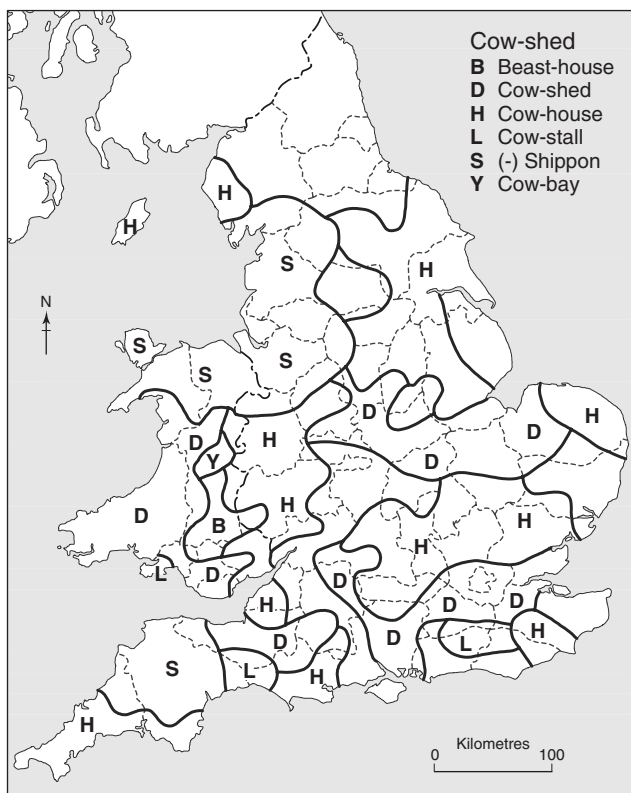 Cow-shed
B Beast-house
D Cow-shed
H Cow-house
L Cow-stall
S (-) Shippon
Y Cow-bay
H
H
S
H
N
S
S
S
D
H
D
H
D
D
Y
D
H
B
H
H
L
D
D
H
D
D
H
D
D
L
S
L
H
H
Kilometres
0 100